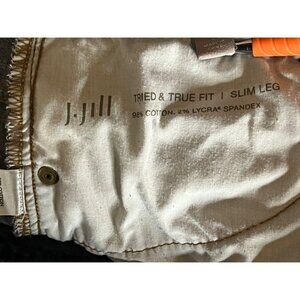 J.Jill
TRIED & TRUE FIT | SLIM LEG
98% COTTON, 2% LYCRA® SPANDEX